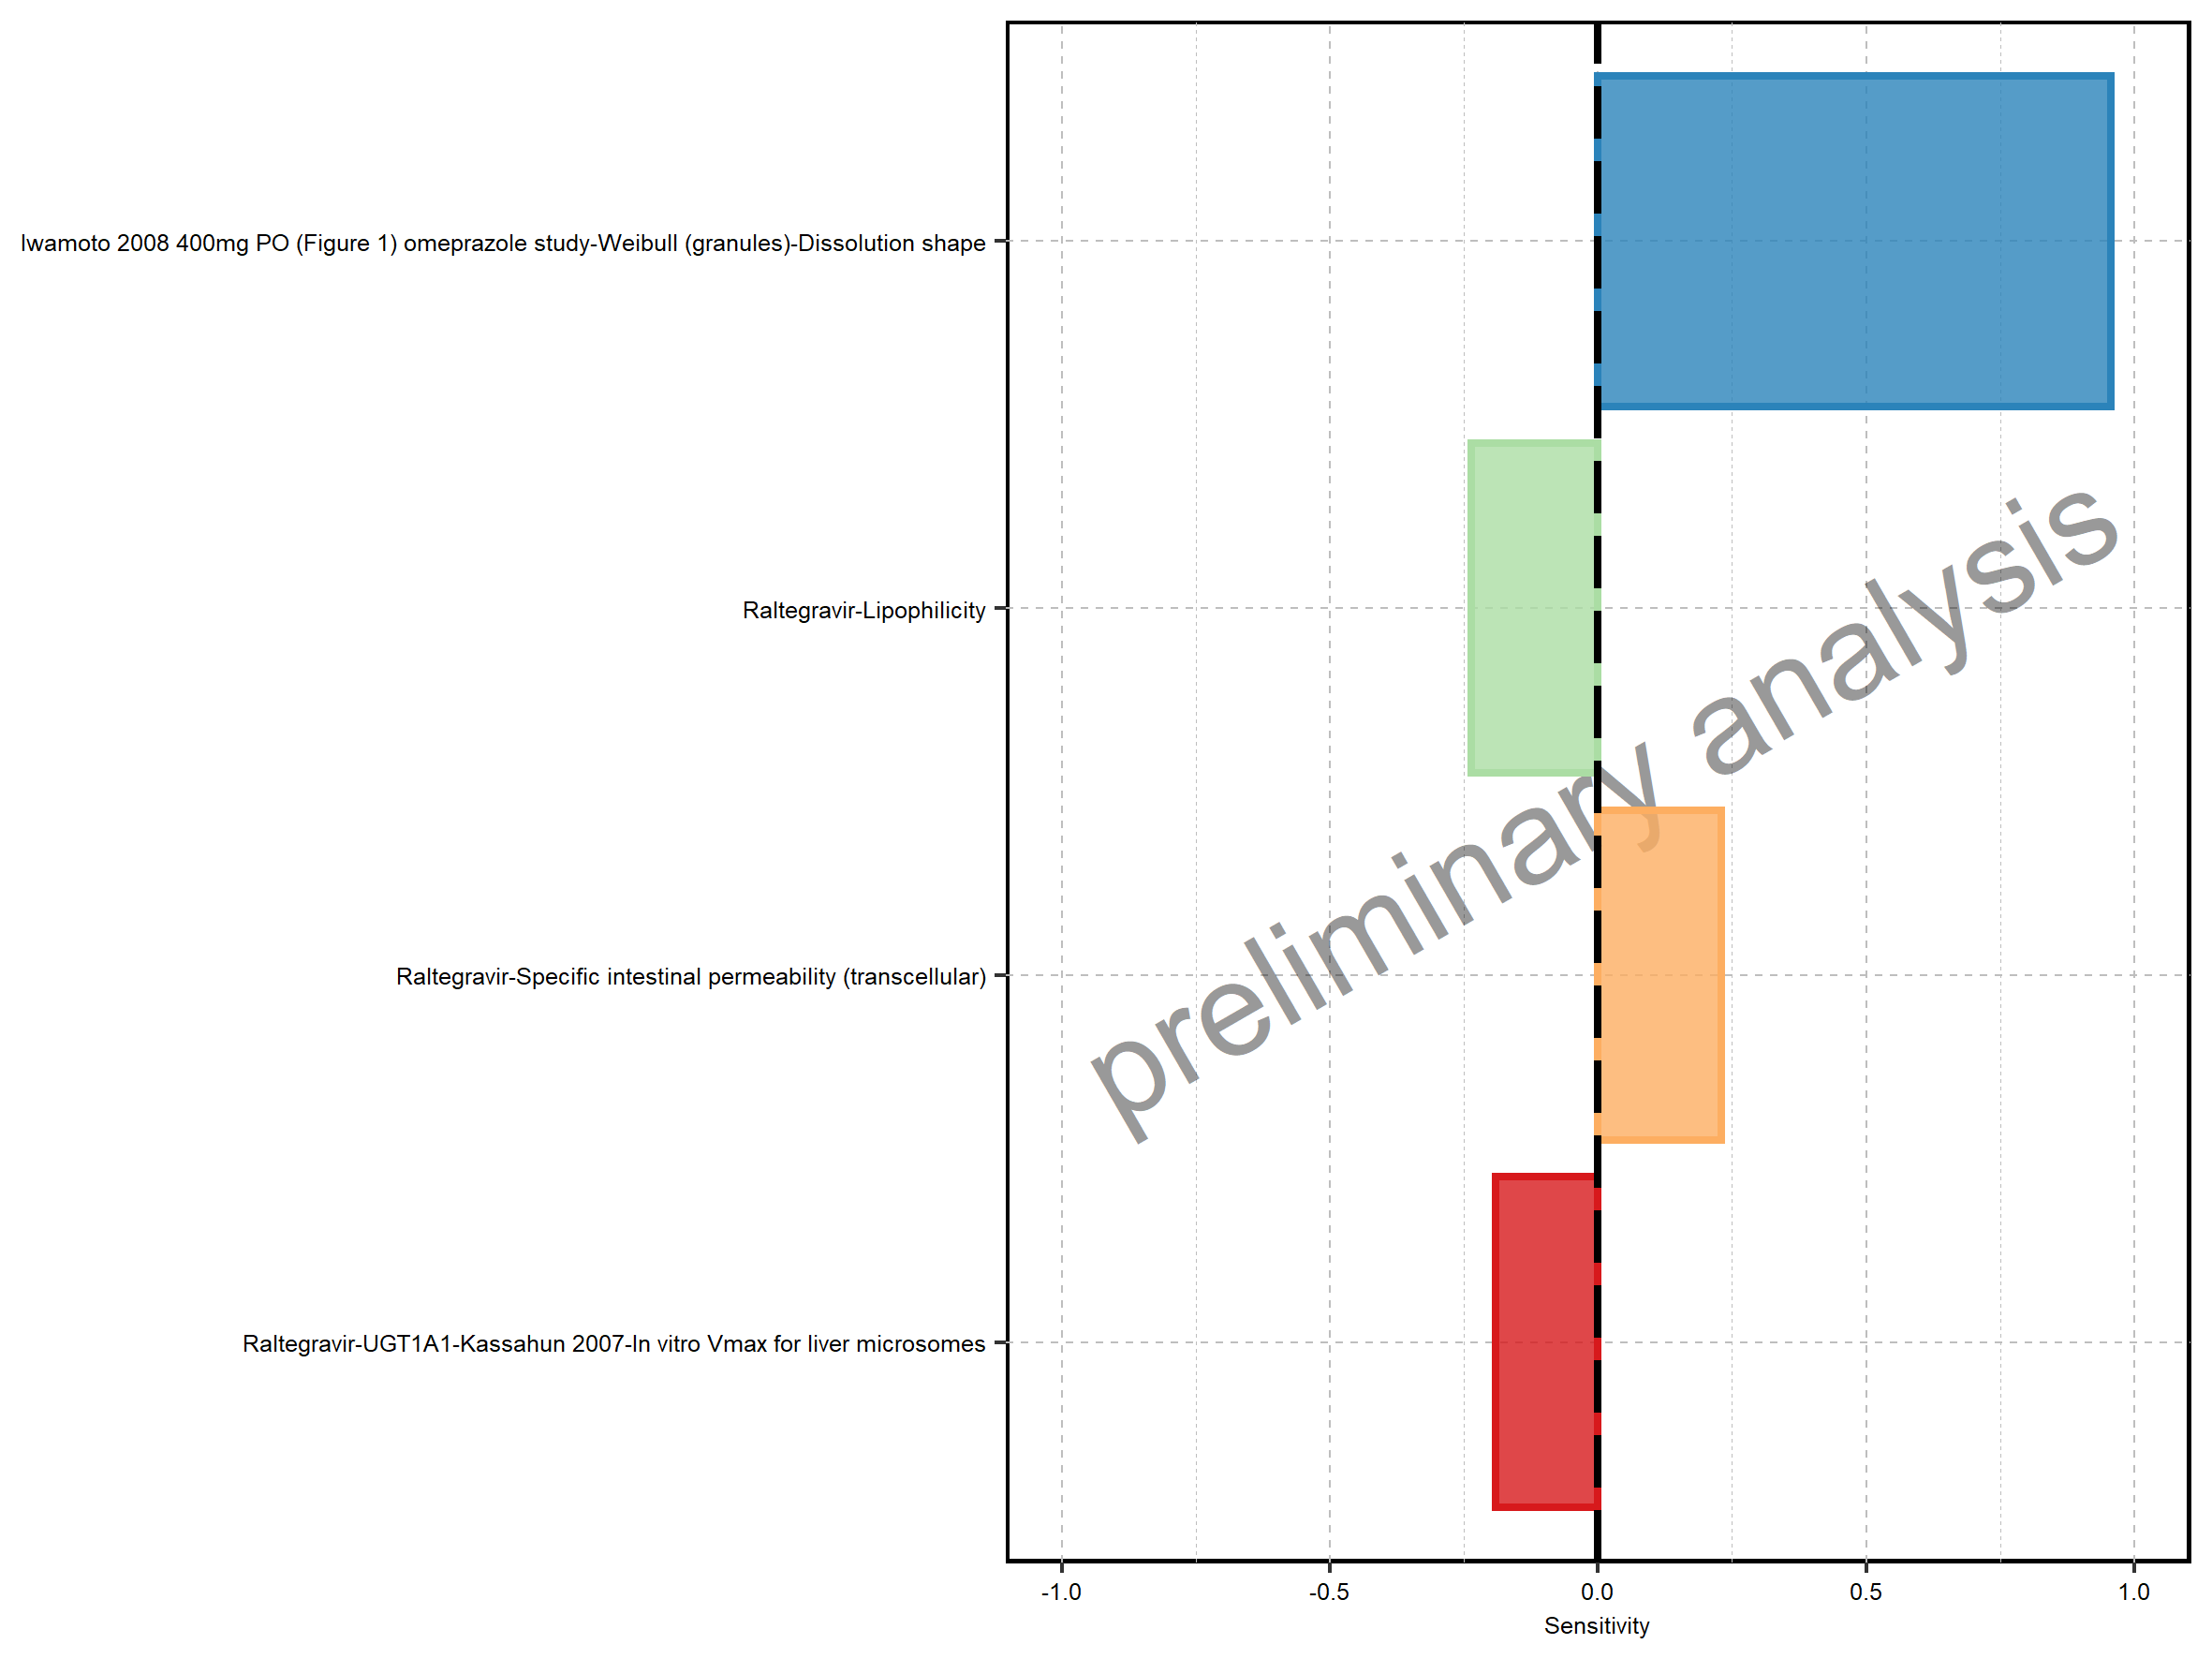 Iwamoto 2008 400mg PO (Figure 1) omeprazole study-Weibull (granules)-Dissolution shape
Raltegravir-Lipophilicity
Raltegravir-Specific intestinal permeability (transcellular)
Raltegravir-UGT1A1-Kassahun 2007-In vitro Vmax for liver microsomes
preliminary analysis
-1.0 -0.5 0.0 0.5 1.0
Sensitivity